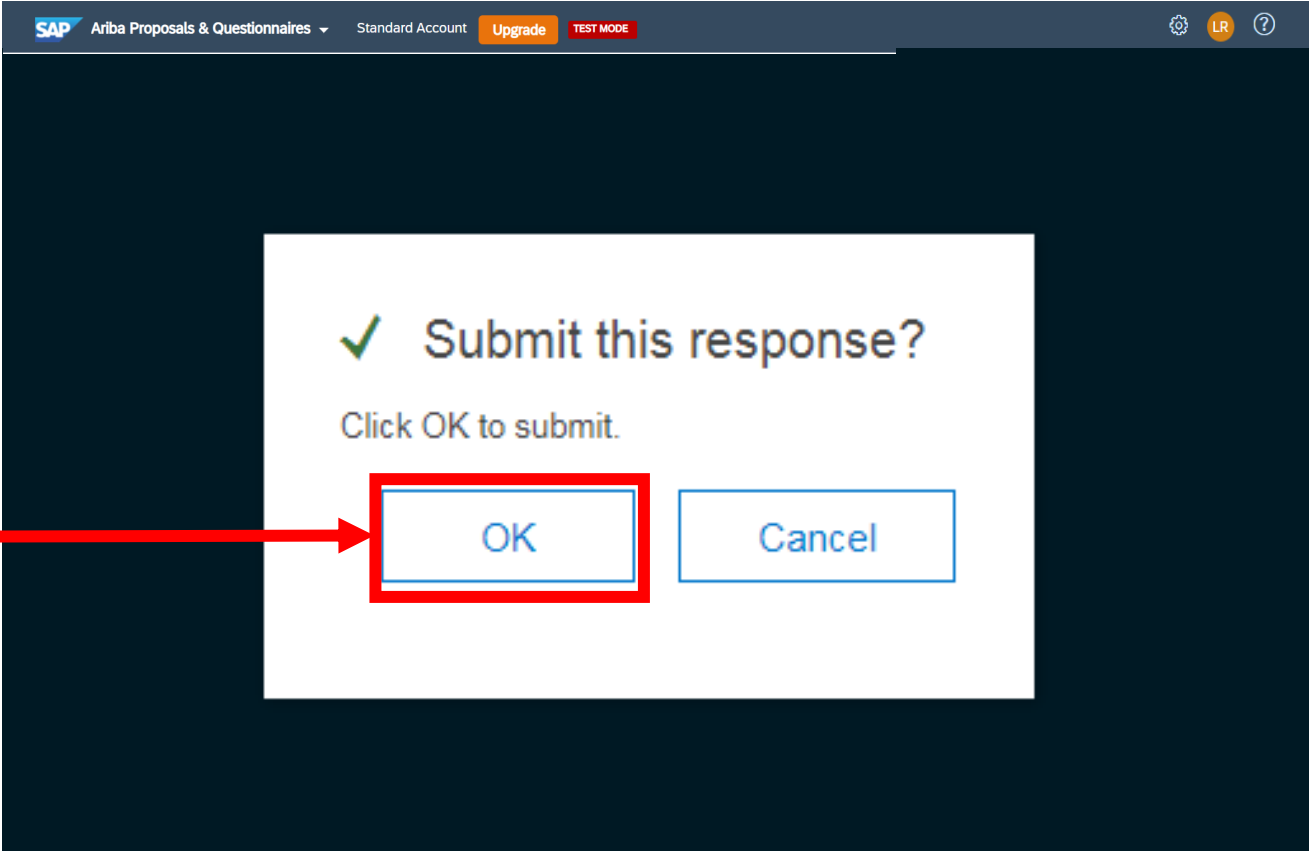 SAP Ariba Proposals & Questionnaires Standard Account Upgrade TEST MODE LR ?
Submit this response?
Click OK to submit.
OK Cancel